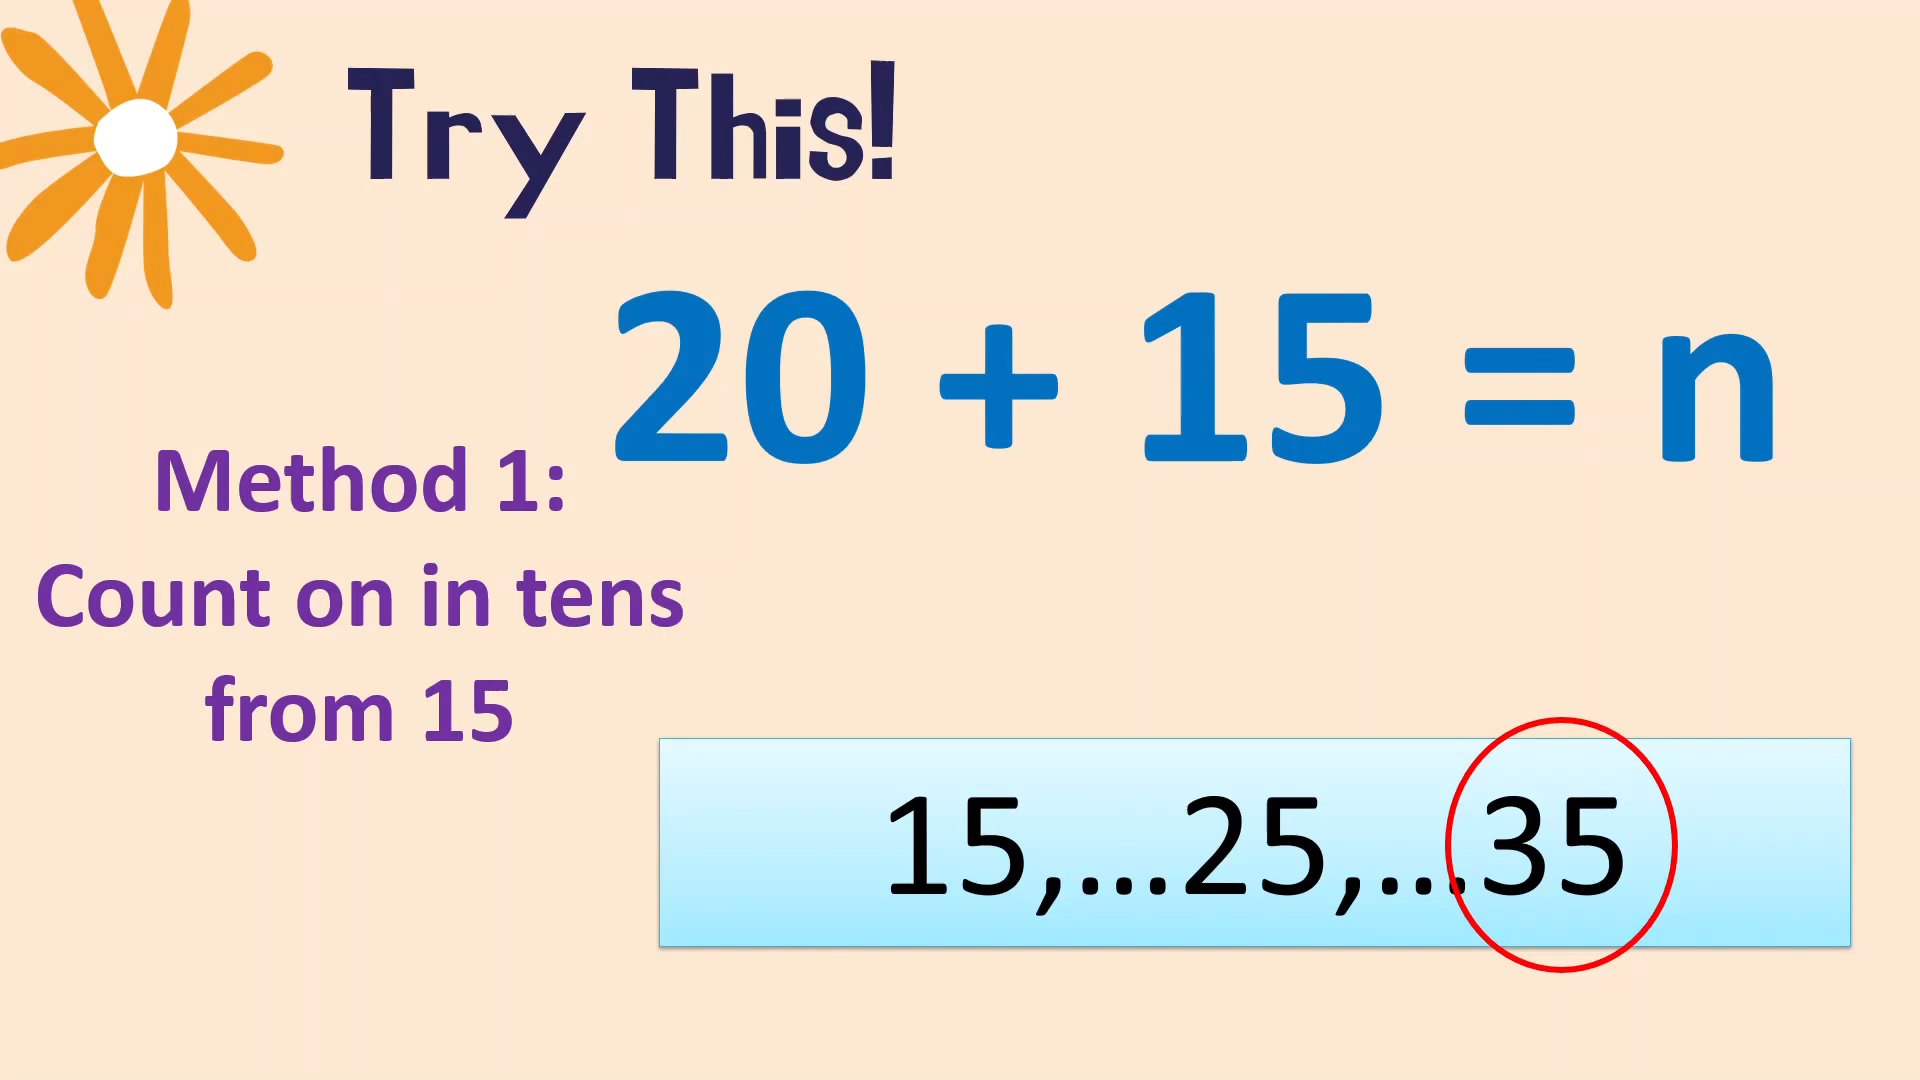 Try This!
20 + 15 = n
Method 1:
Count on in tens
from 15
15,...25,...35